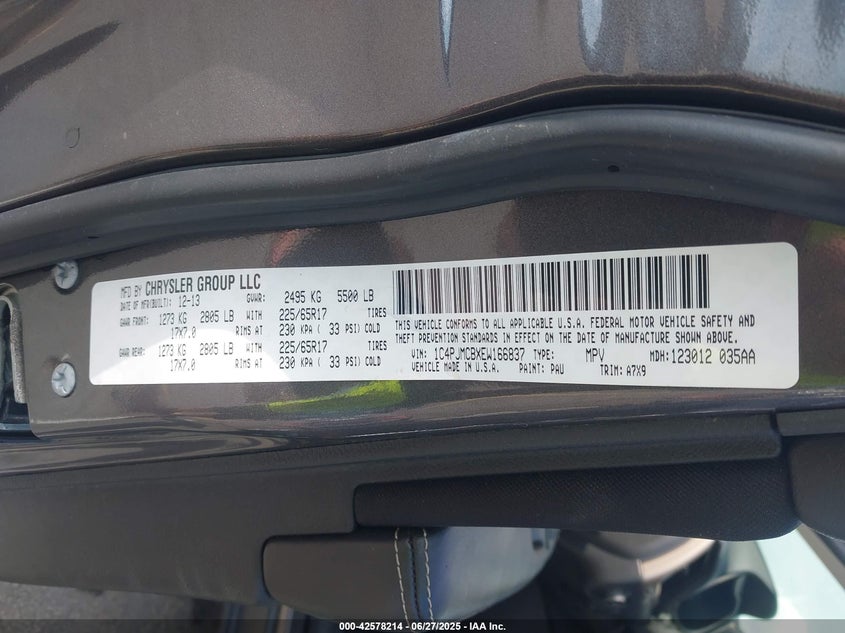 MFD BY CHRYSLER GROUP LLC
DATE OF MFR(BUILT): 12-13 GVWR: 2495 KG 5500 LB
GAWR FRONT: 1273 KG 2805 LB WITH 225/65R17 TIRES
17X7.0 RIMS AT 230 KPA ( 33 PSI) COLD
GAWR REAR: 1273 KG 2805 LB WITH 225/65R17 TIRES
17X7.0 RIMS AT 230 KPA ( 33 PSI) COLD
THIS VEHICLE CONFORMS TO ALL APPLICABLE U.S.A. FEDERAL MOTOR VEHICLE SAFETY AND
THEFT PREVENTION STANDARDS IN EFFECT ON THE DATE OF MANUFACTURE SHOWN ABOVE.
VIN: 1C4PJMCBXEW166837 TYPE: MPV MDH: 123012 035AA
VEHICLE MADE IN U.S.A. PAINT: PAU TRIM: A7X9
000-42578214 - 06/27/2025 - IAA Inc.